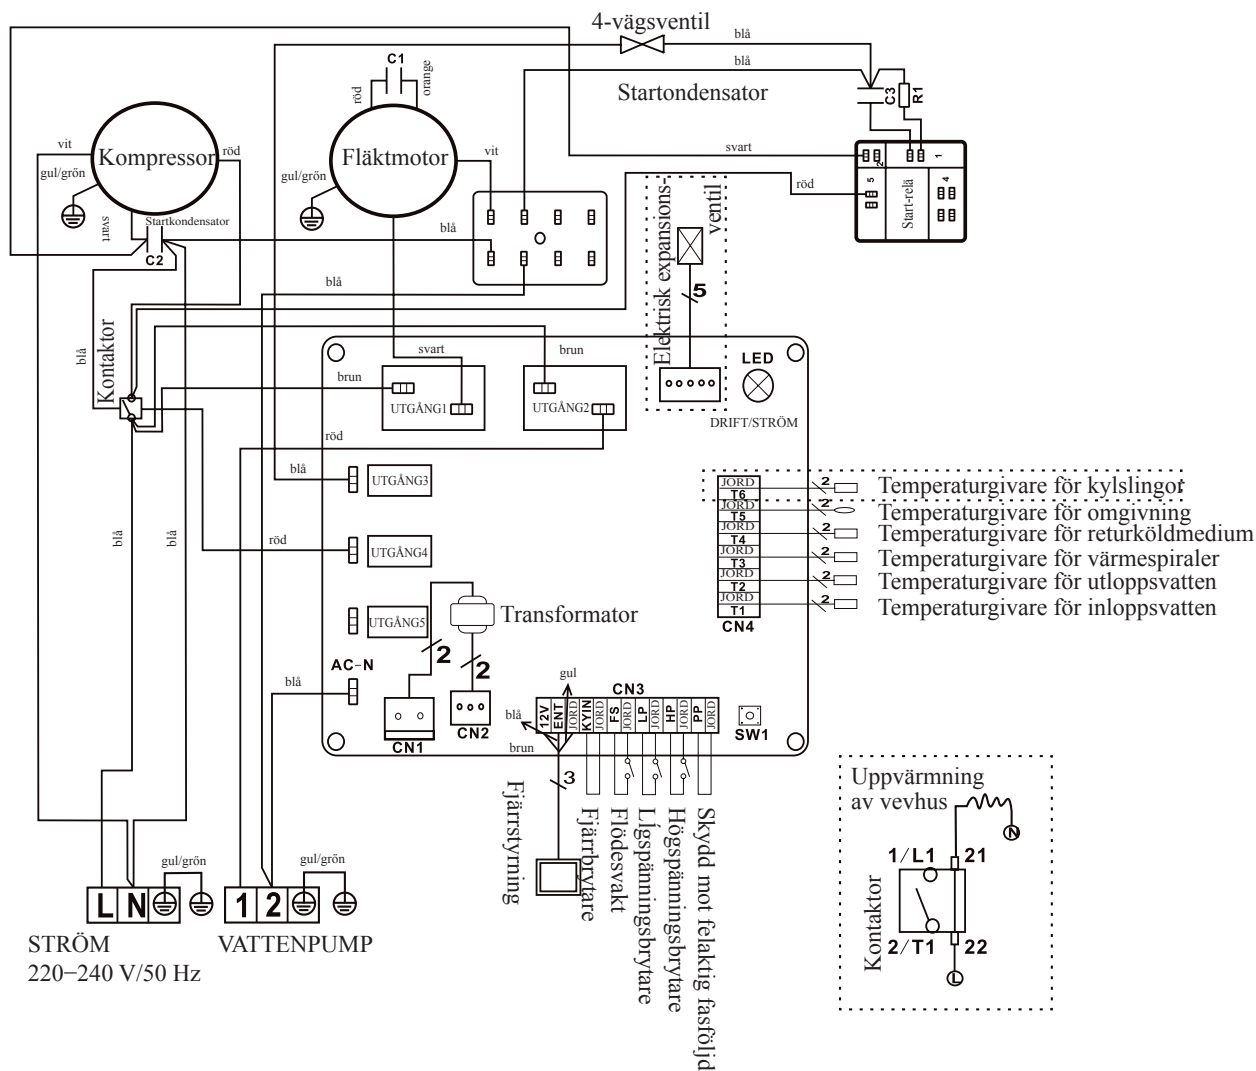 4-vägsventil
blå
blå
C1
röd
orange
Startondensator
C3
R1
Kompressor
vit
röd
gul/grön
Fläktmotor
vit
gul/grön
svart
röd
2
1
5
4
Start-relä
svart
Startkondensator
C2
blå
blå
Elektrisk expansions-
ventil
5
blå
Kontaktor
svart
brun
brun
UTGÅNG1
UTGÅNG2
LED
DRIFT/STRÖM
röd
blå
UTGÅNG3
blå
blå
röd
UTGÅNG4
UTGÅNG5
Transformator
2
2
AC-N
blå
CN1
CN2
JORD
T6
2
Temperaturgivare för kylslingor
JORD
T5
2
Temperaturgivare för omgivning
JORD
T4
2
Temperaturgivare för returköldmedium
JORD
T3
2
Temperaturgivare för värmespiraler
JORD
T2
2
Temperaturgivare för utloppsvatten
JORD
T1
2
Temperaturgivare för inloppsvatten
CN4
gul
CN3
blå
12V
ENT
JORD
KYIN
JORD
FS
JORD
LP
JORD
HP
JORD
PP
JORD
SW1
brun
3
Fjärrstyrning
Fjärrbrytare
Flödesvakt
Lígspänningsbrytare
Högspänningsbrytare
Skydd mot felaktig fasföljd
gul/grön
gul/grön
L N
1 2
STRÖM
220–240 V/50 Hz
VATTENPUMP
Uppvärmning
av vevhus
N
1/L1
21
Kontaktor
2/T1
22
L